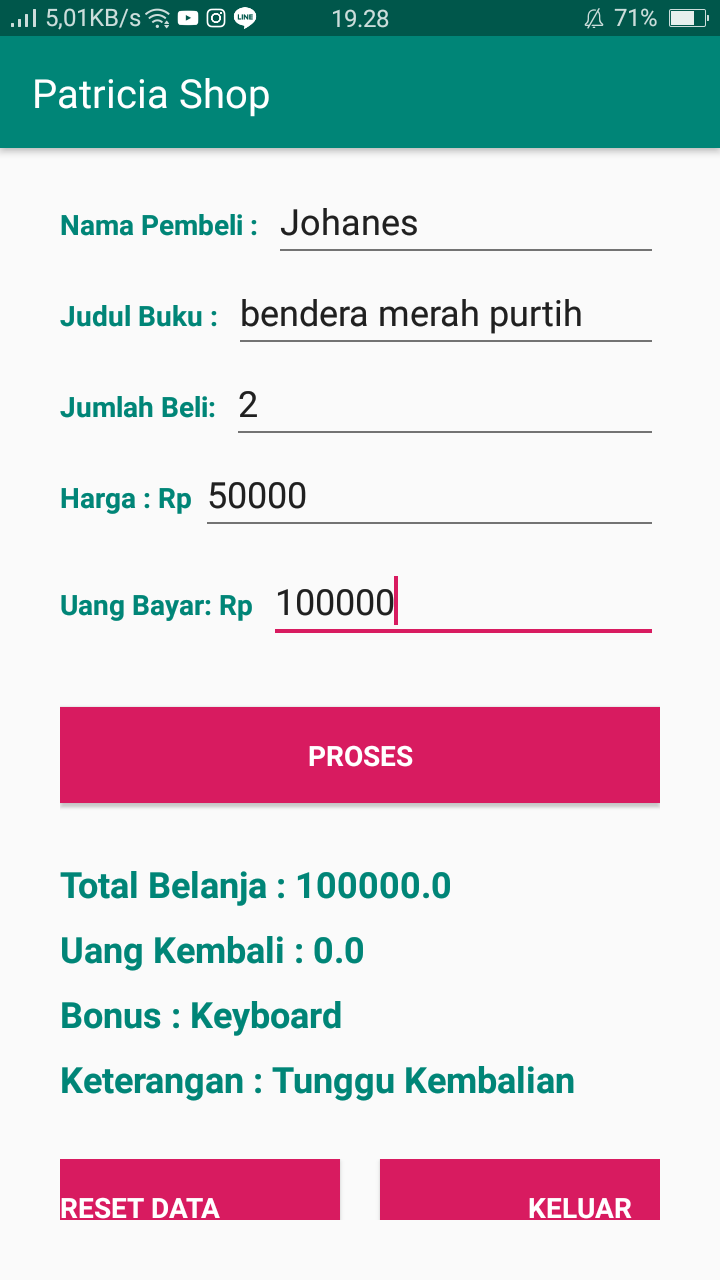 5,01KB/s LINE 19.28 71%
Patricia Shop
Nama Pembeli : Johanes
Judul Buku : bendera merah purtih
Jumlah Beli: 2
Harga : Rp 50000
Uang Bayar: Rp 100000
PROSES
Total Belanja : 100000.0
Uang Kembali : 0.0
Bonus : Keyboard
Keterangan : Tunggu Kembalian
RESET DATA KELUAR